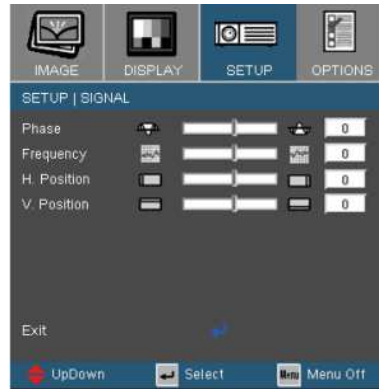 IMAGE DISPLAY SETUP OPTIONS
SETUP | SIGNAL
Phase 0
Frequency 0
H. Position 0
V. Position 0
Exit
UpDown Select Menu Menu Off